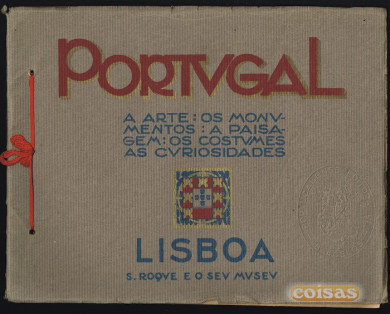 PORTVGAL
A ARTE : OS MONV-
MENTOS : A PAISA-
GEM : OS COSTVMES
AS CVRIOSIDADES
LISBOA
S. ROQVE E O SEV MVSEV
coisas